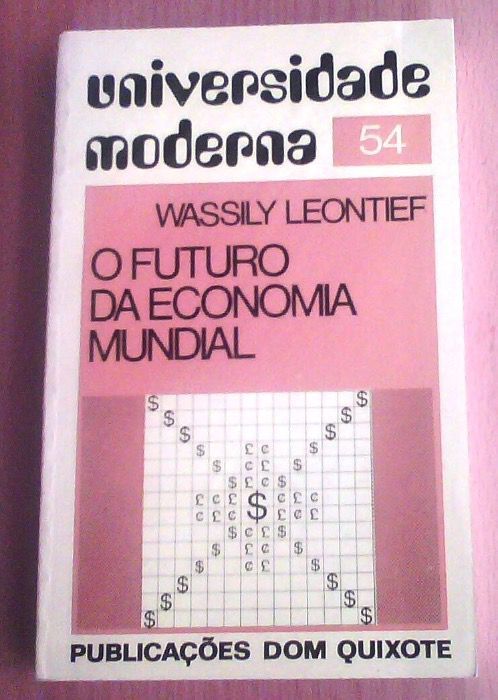 universidade
moderna 54
WASSILY LEONTIEF
O FUTURO
DA ECONOMIA
MUNDIAL
PUBLICAÇÕES DOM QUIXOTE